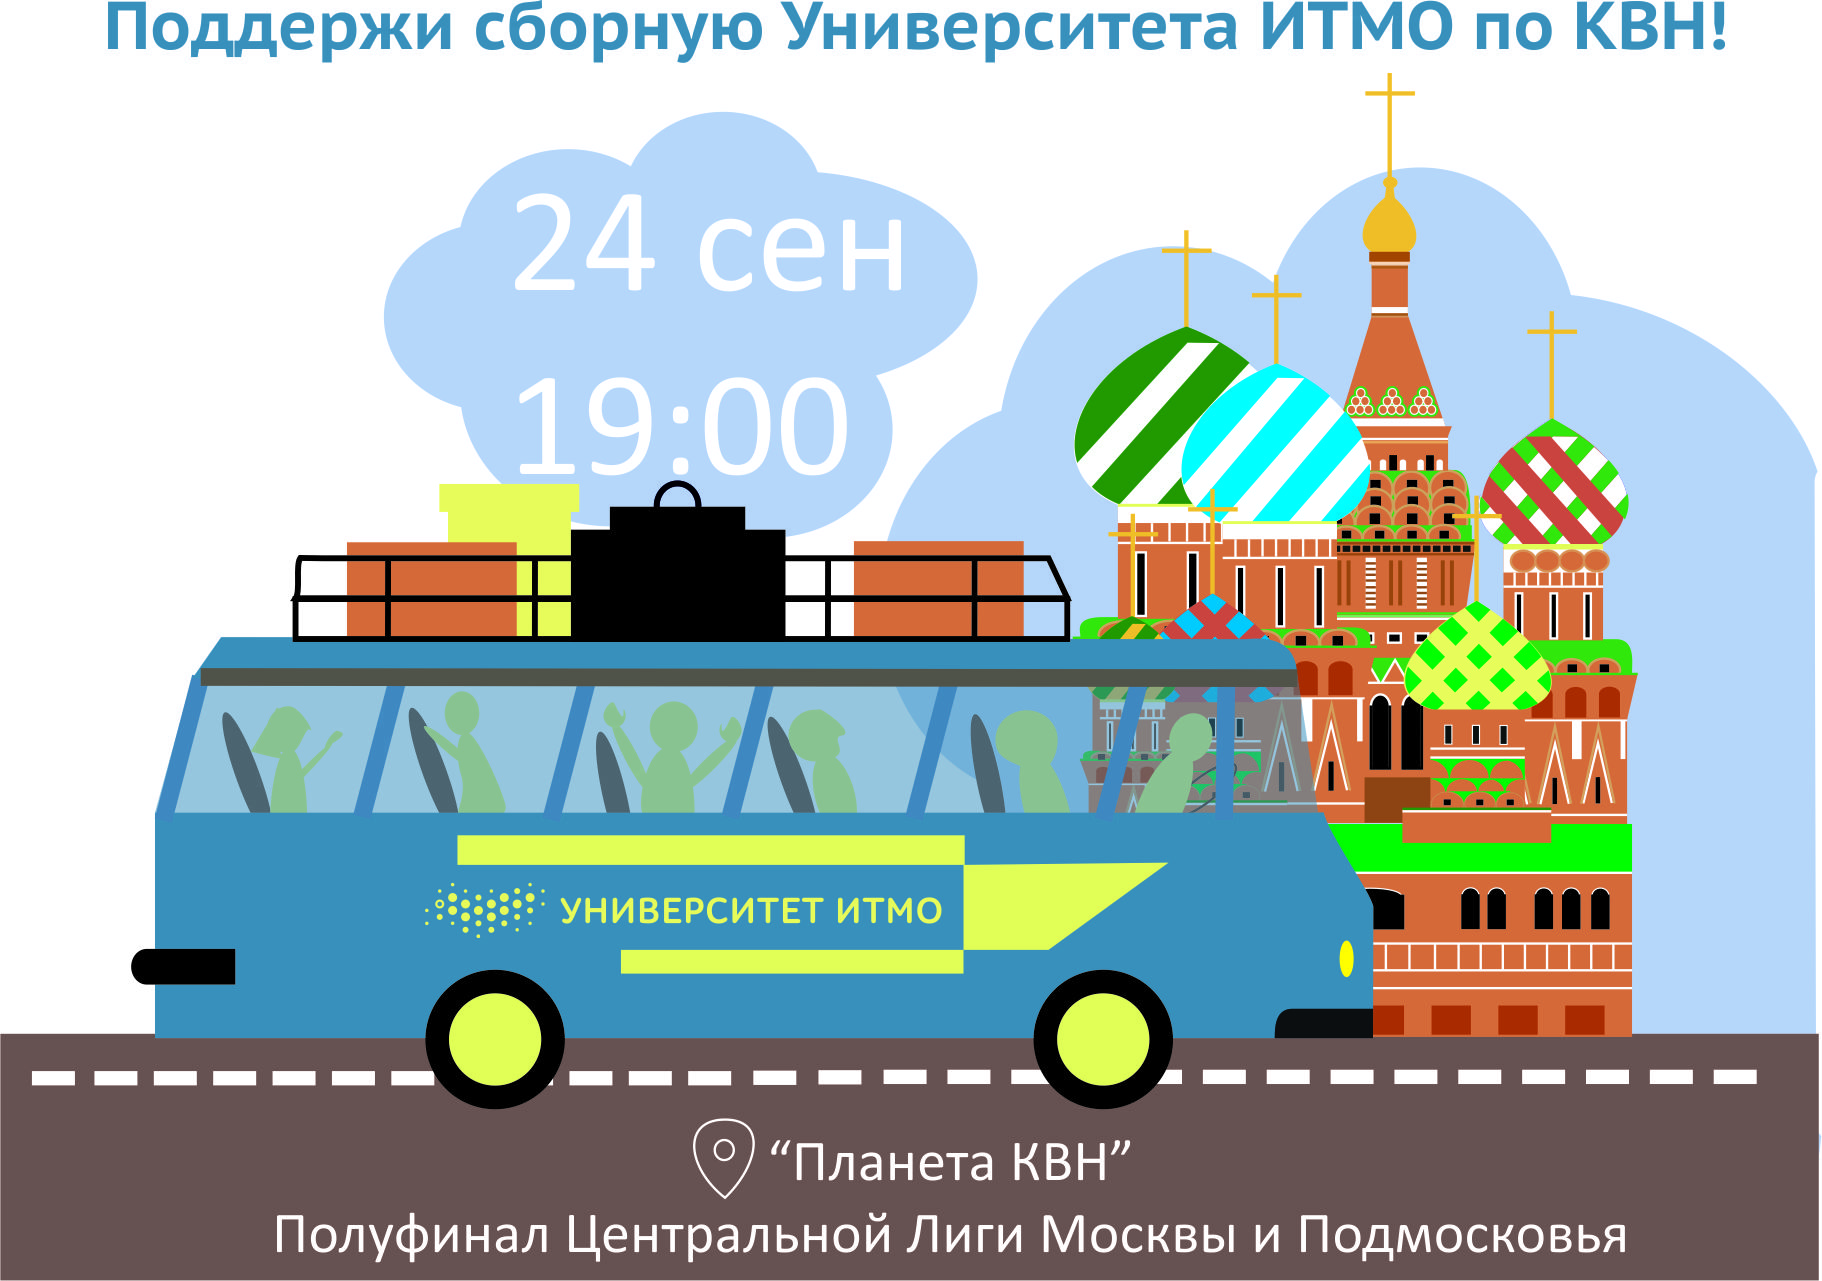 Поддержи сборную Университета ИТМО по КВН!
24 сен
19:00
УНИВЕРСИТЕТ ИТМО
“Планета КВН”
Полуфинал Центральной Лиги Москвы и Подмосковья